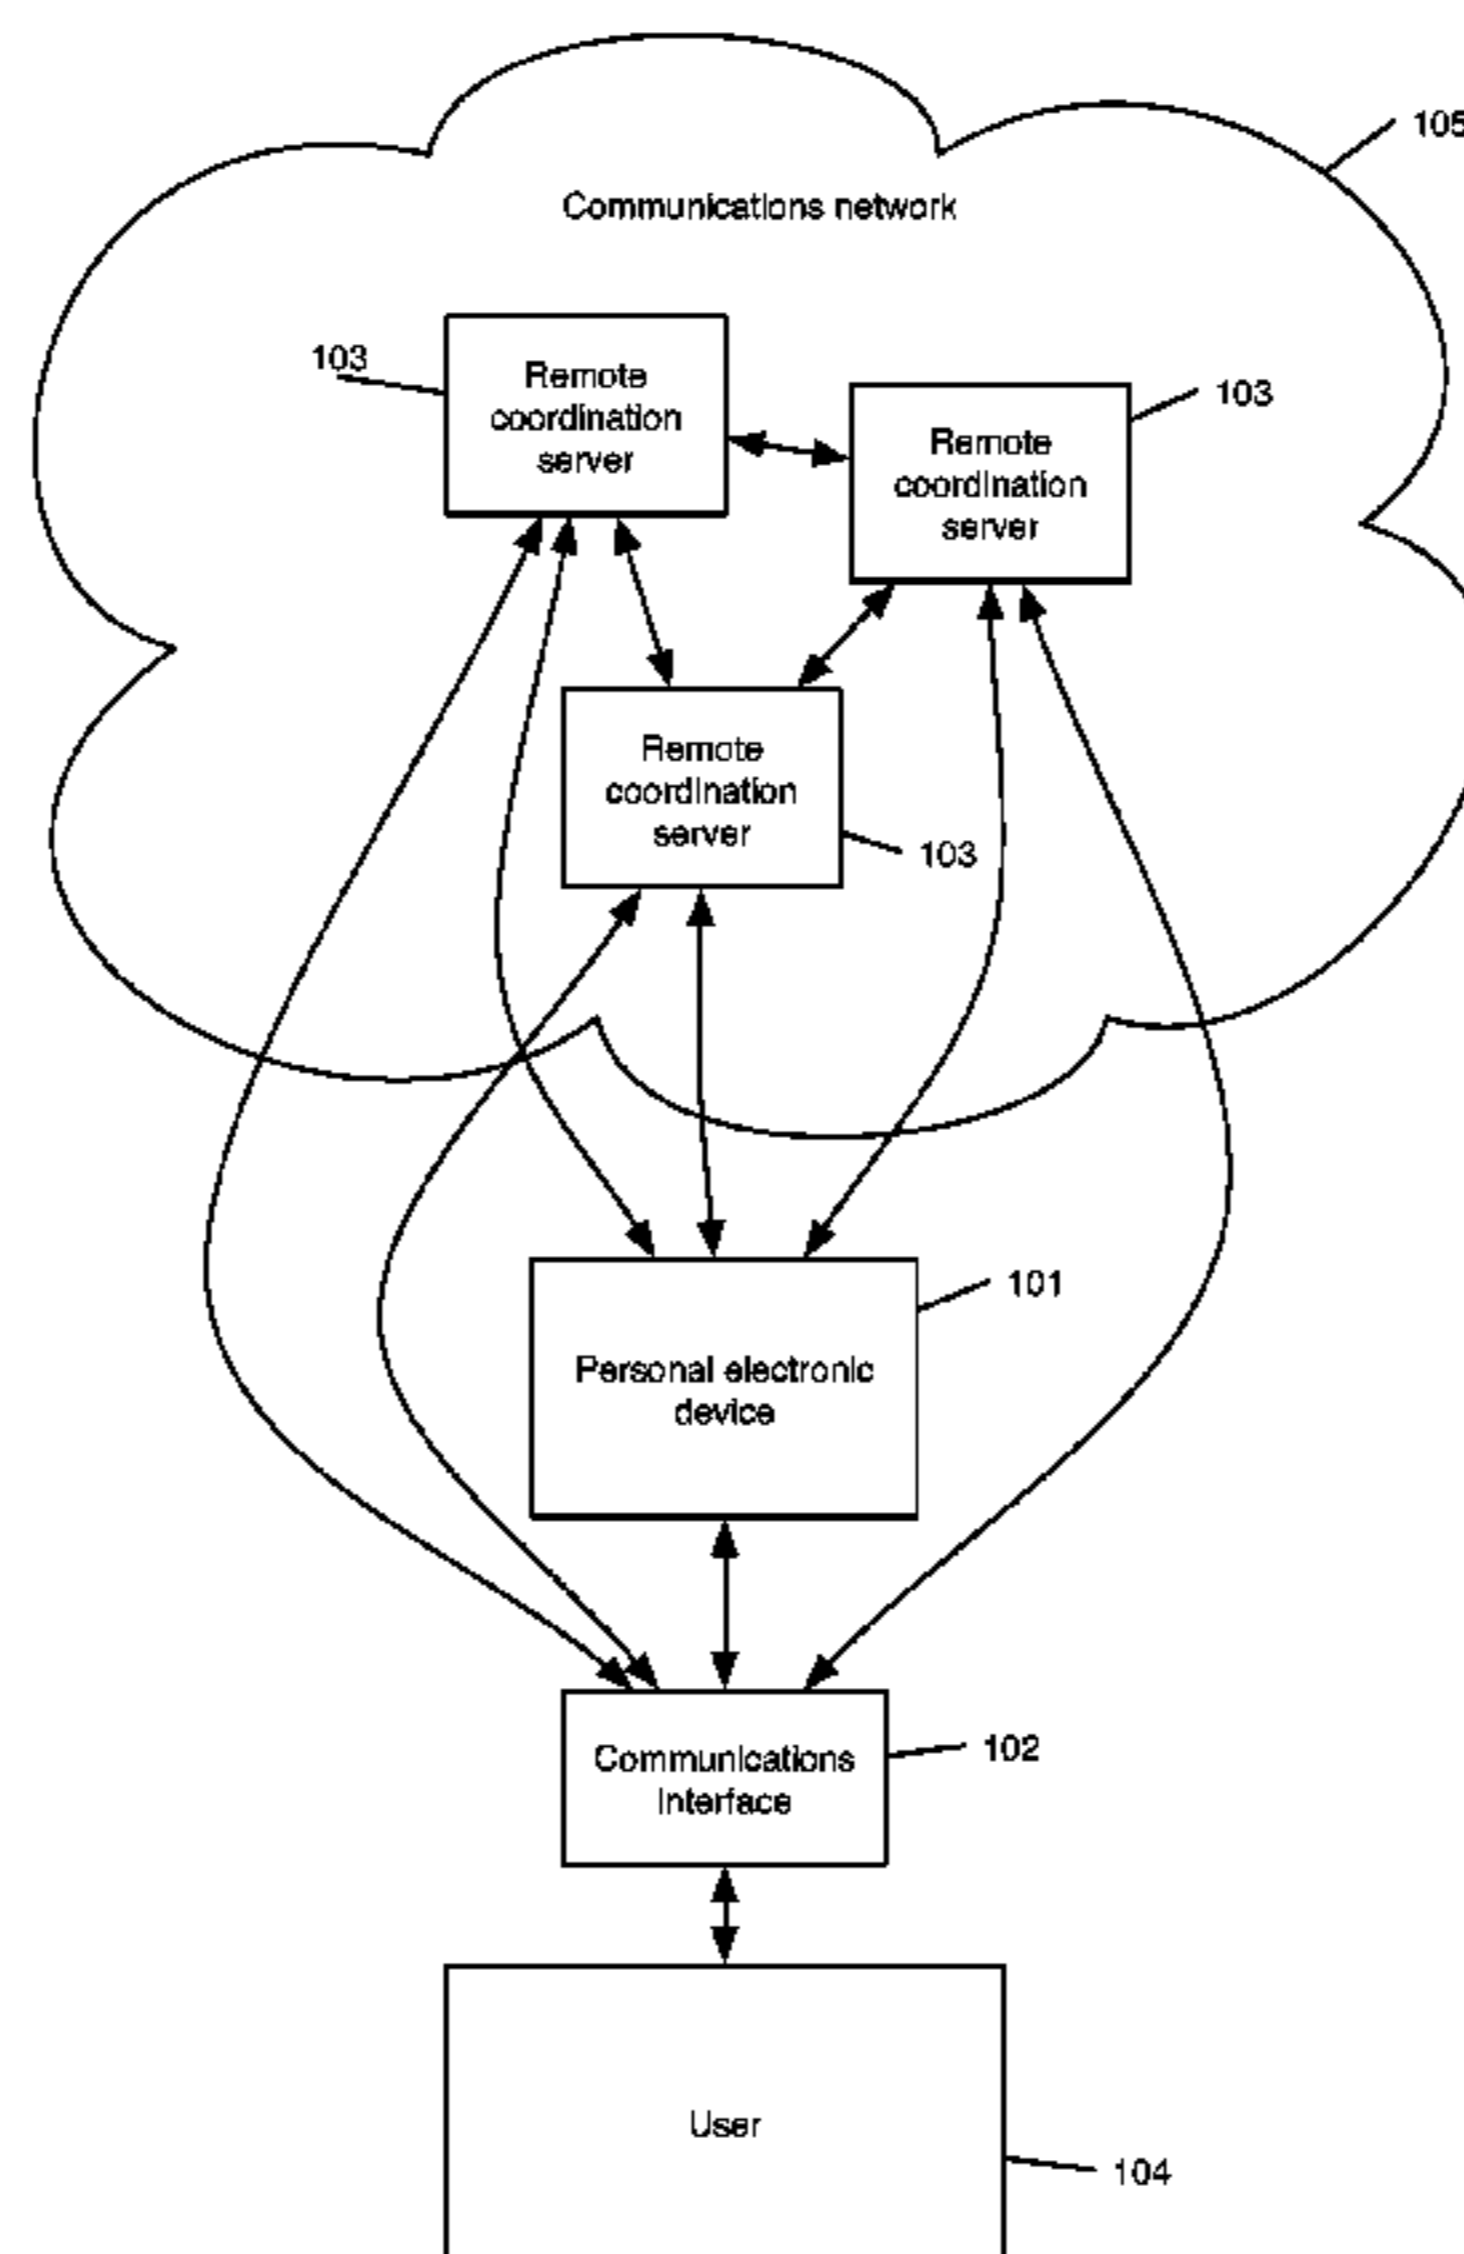 105
Communications network
103
Remote
coordination
server
103
Remote
coordination
server
Remote
coordination
server
103
101
Personal electronic
device
Communications
Interface
102
User
104